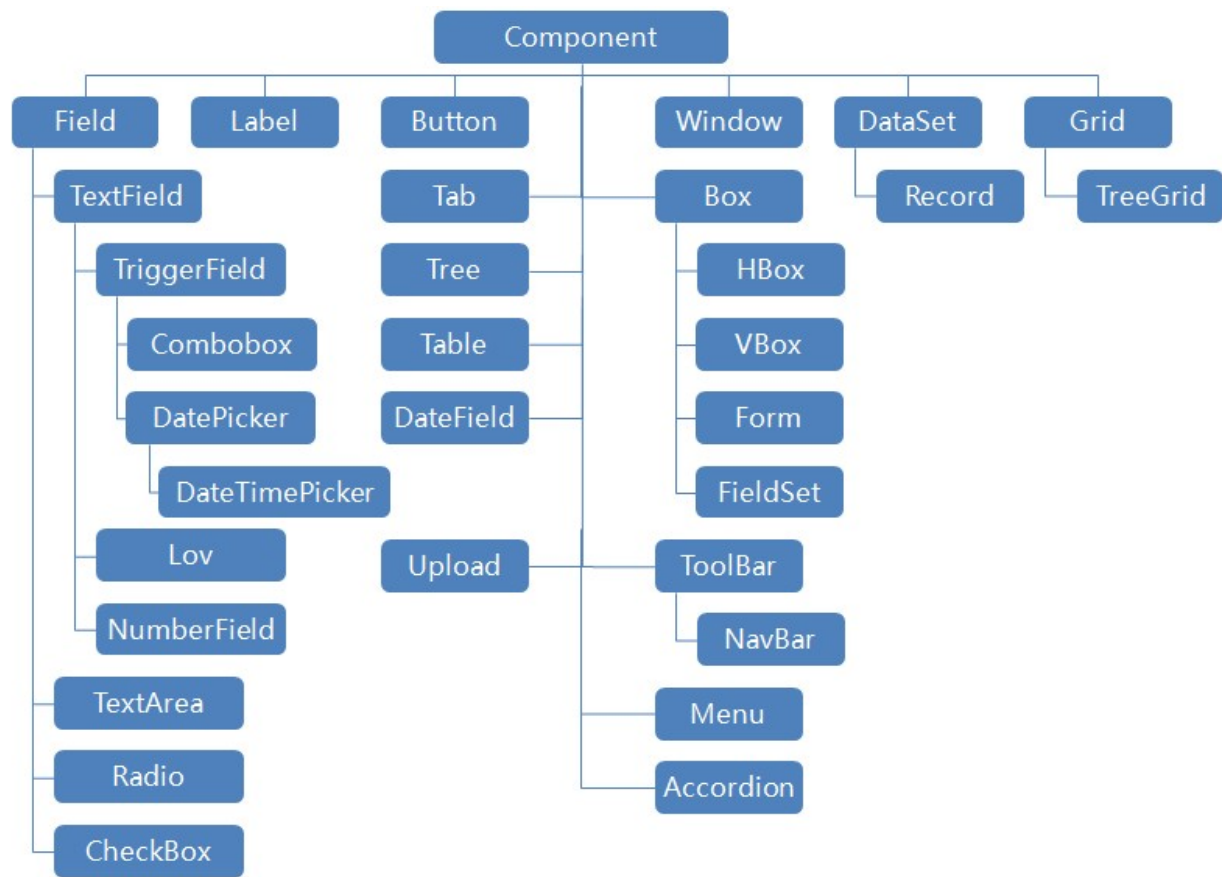 Component
Field
Label
Button
Window
DataSet
Grid
TextField
Tab
Box
Record
TreeGrid
TriggerField
Tree
HBox
Combobox
Table
VBox
DatePicker
DateField
Form
DateTimePicker
FieldSet
Lov
Upload
ToolBar
NumberField
NavBar
TextArea
Menu
Radio
Accordion
CheckBox